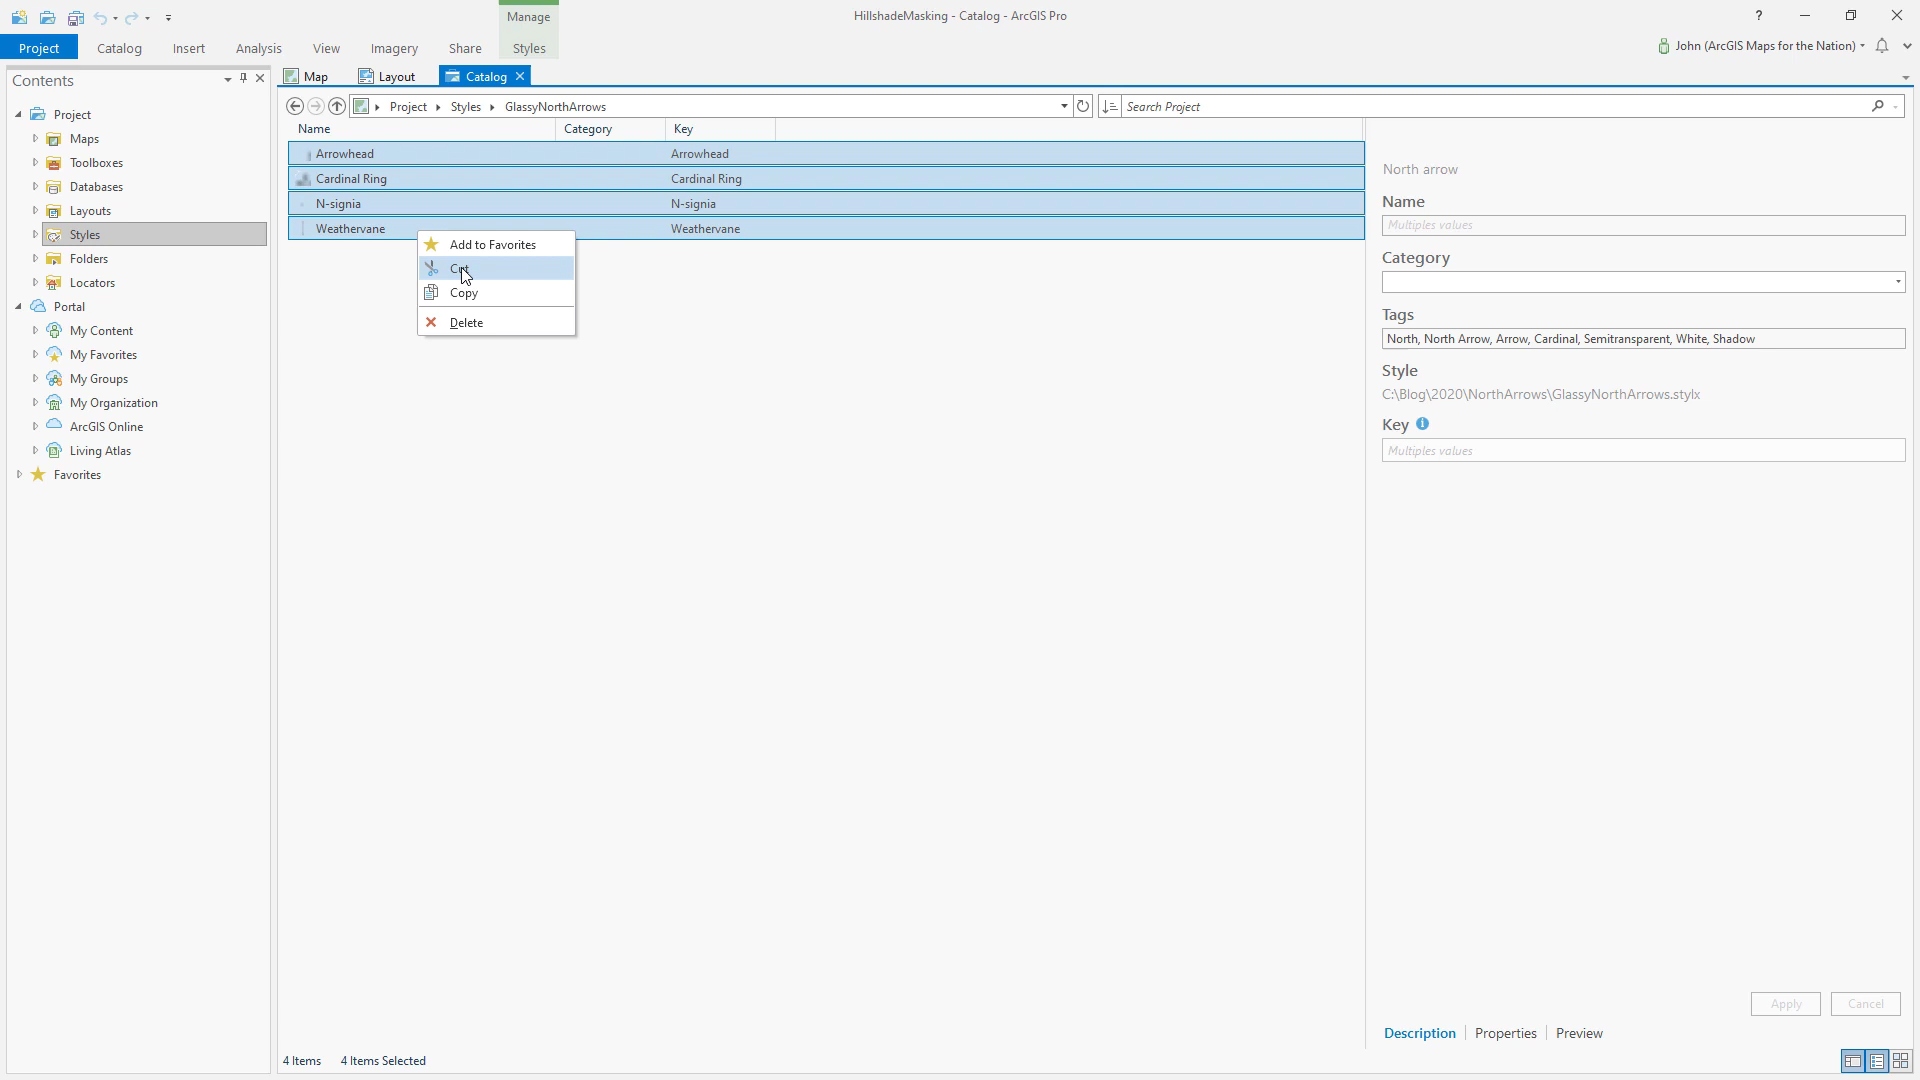 Manage
HillshadeMasking - Catalog - ArcGIS Pro
?
Project Catalog Insert Analysis View Imagery Share Styles
John (ArcGIS Maps for the Nation)
Contents
Map Layout Catalog
Project Styles GlassyNorthArrows
Search Project
Project
Maps
Toolboxes
Databases
Layouts
Styles
Folders
Locators
Portal
My Content
My Favorites
My Groups
My Organization
ArcGIS Online
Living Atlas
Favorites
Name Category Key
Arrowhead Arrowhead
Cardinal Ring Cardinal Ring
N-signia N-signia
Weathervane Weathervane
Add to Favorites
Cut
Copy
Delete
North arrow
Name
Multiples values
Category
Tags
North, North Arrow, Arrow, Cardinal, Semitransparent, White, Shadow
Style
C:\Blog\2020\NorthArrows\GlassyNorthArrows.stylx
Key
Multiples values
Apply Cancel
Description Properties Preview
4 Items 4 Items Selected